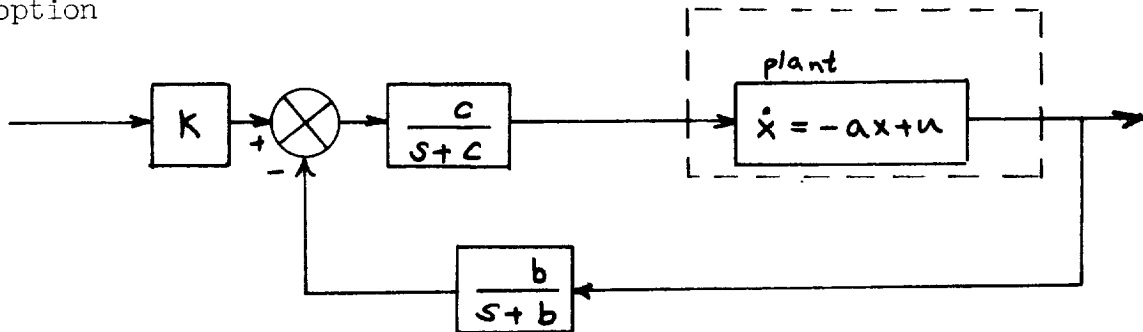 option
plant
K
c
s+c
ẋ = -ax+u
+
-
b
s+b